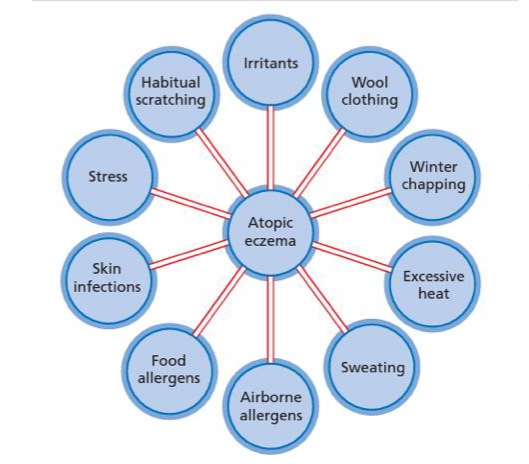 Irritants
Wool
clothing
Winter
chapping
Excessive
heat
Sweating
Airborne
allergens
Food
allergens
Skin
infections
Stress
Habitual
scratching
Atopic
eczema